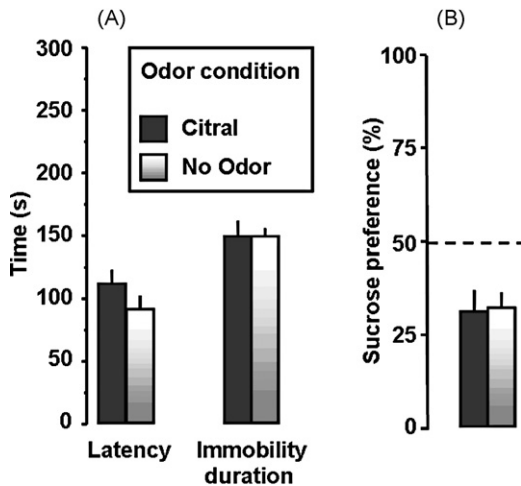 (A)
Time (s)
300
250
200
150
100
50
0
Odor condition
Citral
No Odor
Latency
Immobility
duration
(B)
Sucrose preference (%)
100
75
50
25
0